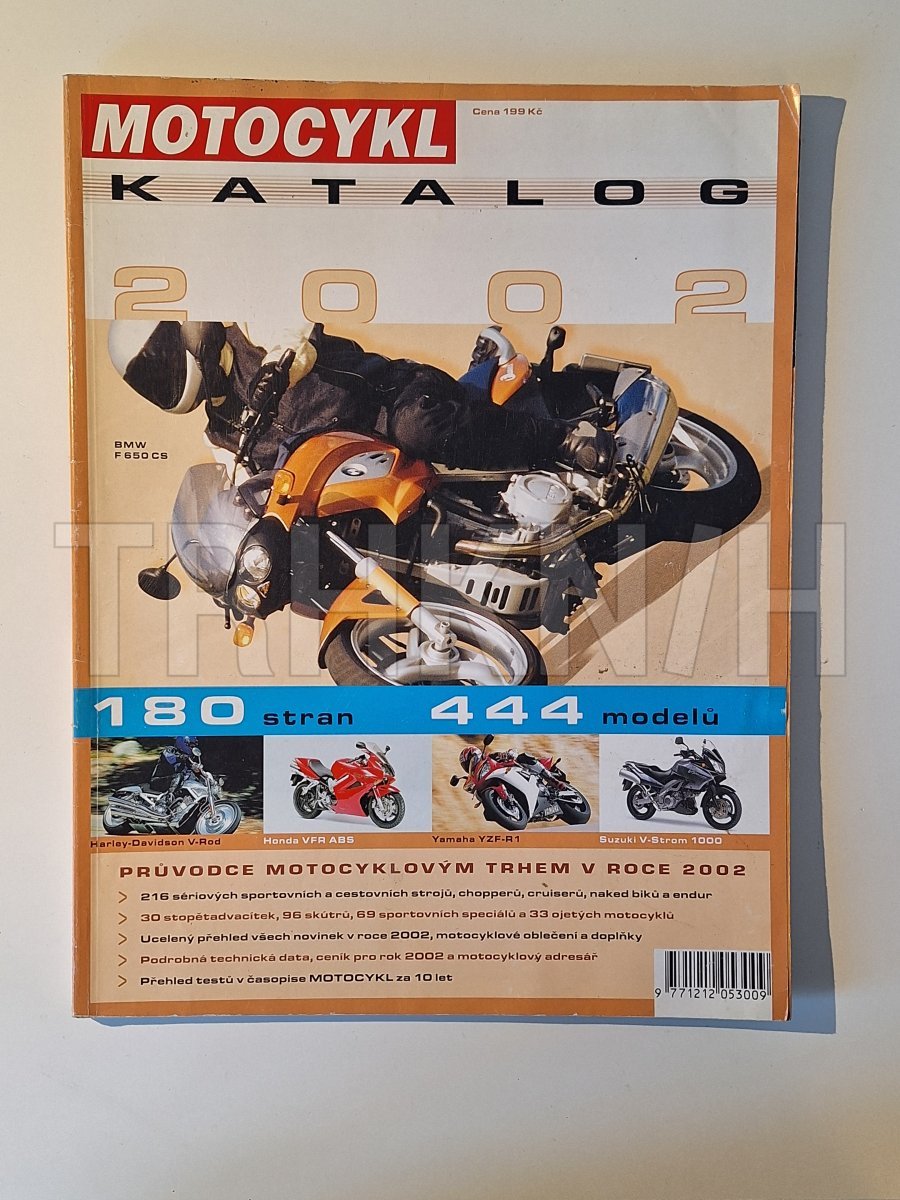 MOTOCYKL
Cena 199 Kč
KATALOG
2002
BMW
F 650 CS
180 stran 444 modelů
Harley-Davidson V-Rod
Honda VFR ABS
Yamaha YZF-R1
Suzuki V-Strom 1000
PRŮVODCE MOTOCYKLOVÝM TRHEM V ROCE 2002
> 216 sériových sportovních a cestovních strojů, chopperů, cruiserů, naked biků a endur
> 30 stopětadvacítek, 96 skútrů, 69 sportovních speciálů a 33 ojetých motocyklů
> Ucelený přehled všech novinek v roce 2002, motocyklové oblečení a doplňky
> Podrobná technická data, ceník pro rok 2002 a motocyklový adresář
> Přehled testů v časopise MOTOCYKL za 10 let
9 771212 053009